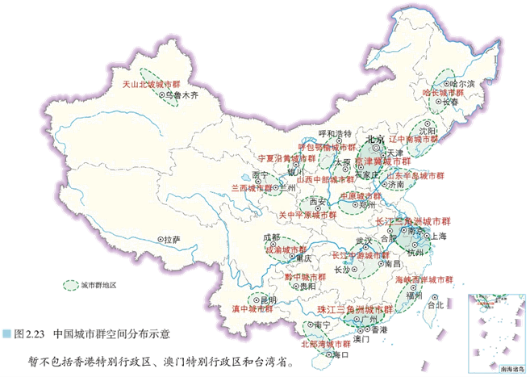 哈尔滨
哈长城市群
长春
天山北坡城市群
乌鲁木齐
沈阳
辽中南城市群
呼和浩特
呼包鄂榆城市群
北京
天津
京津冀城市群
宁夏沿黄城市群
银川
太原
石家庄
山西中部城市群
山东半岛城市群
济南
西宁
兰西城市群
兰州
中原城市群
郑州
西安
关中平原城市群
长江三角洲城市群
南京
合肥
上海
杭州
拉萨
成都
成渝城市群
重庆
武汉
长江中游城市群
南昌
长沙
黔中城市群
贵阳
海峡西岸城市群
福州
台北
昆明
滇中城市群
珠江三角洲城市群
广州
香港
澳门
南宁
北部湾城市群
海口
城市群地区
南海诸岛
图2.23 中国城市群空间分布示意
暂不包括香港特别行政区、澳门特别行政区和台湾省。